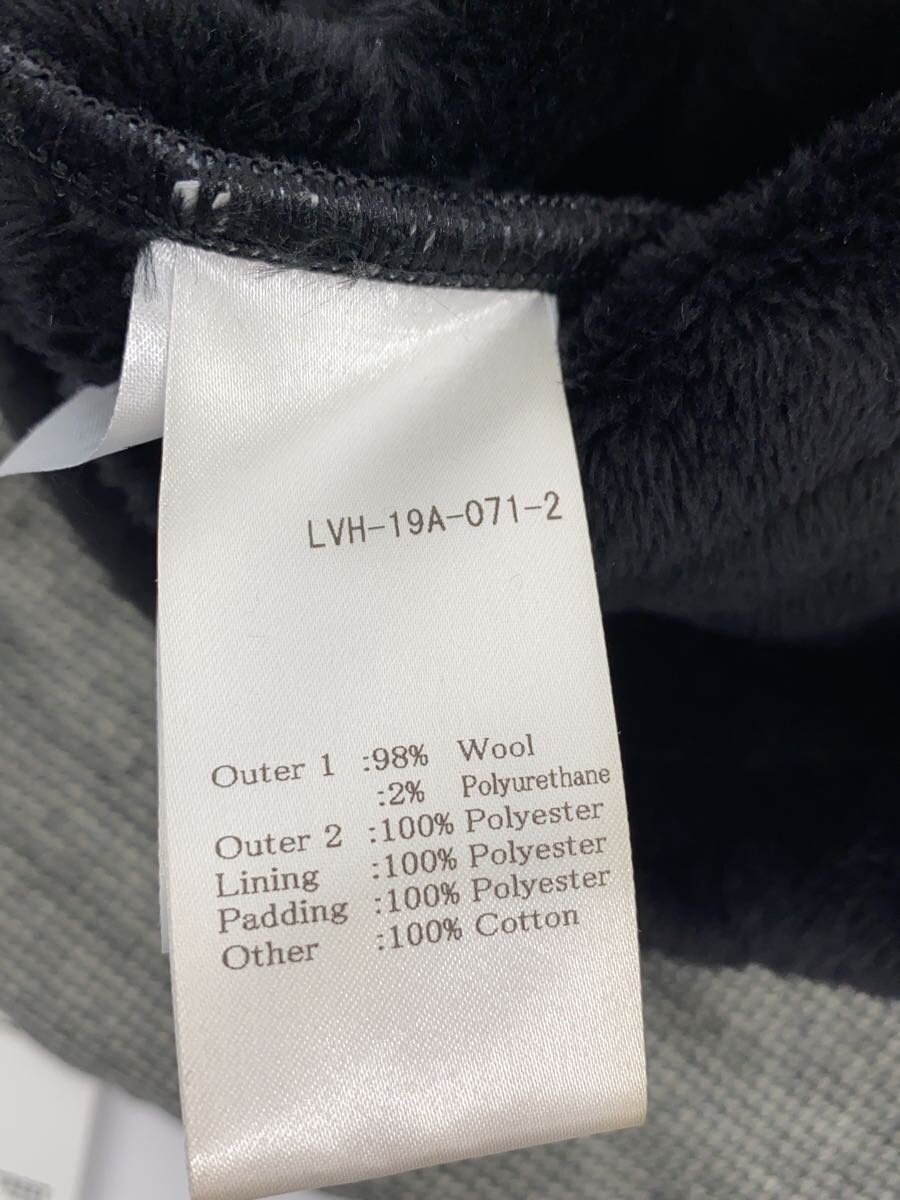 LVH-19A-071-2
Outer 1 :98% Wool
:2% Polyurethane
Outer 2 :100% Polyester
Lining :100% Polyester
Padding :100% Polyester
Other :100% Cotton